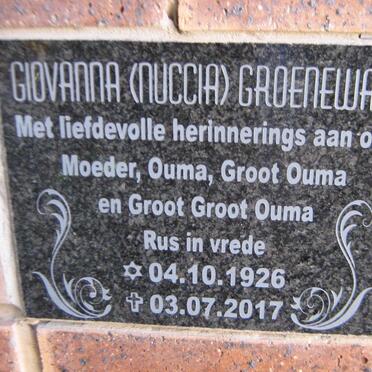 GIOVANNA (NUCCIA) GROENEWA
Met liefdevolle herinnerings aan o
Moeder, Ouma, Groot Ouma
en Groot Groot Ouma
Rus in vrede
✡ 04.10.1926
✝ 03.07.2017